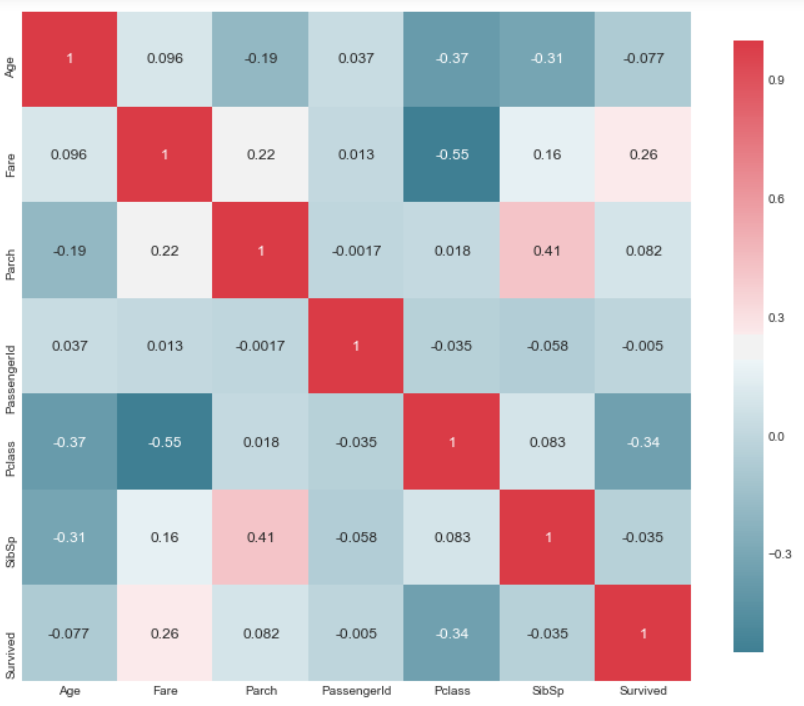 Age 1 0.096 -0.19 0.037 -0.37 -0.31 -0.077
Fare 0.096 1 0.22 0.013 -0.55 0.16 0.26
Parch -0.19 0.22 1 -0.0017 0.018 0.41 0.082
PassengerId 0.037 0.013 -0.0017 1 -0.035 -0.058 -0.005
Pclass -0.37 -0.55 0.018 -0.035 1 0.083 -0.34
SibSp -0.31 0.16 0.41 -0.058 0.083 1 -0.035
Survived -0.077 0.26 0.082 -0.005 -0.34 -0.035 1
Age Fare Parch PassengerId Pclass SibSp Survived
0.9
0.6
0.3
0.0
−0.3